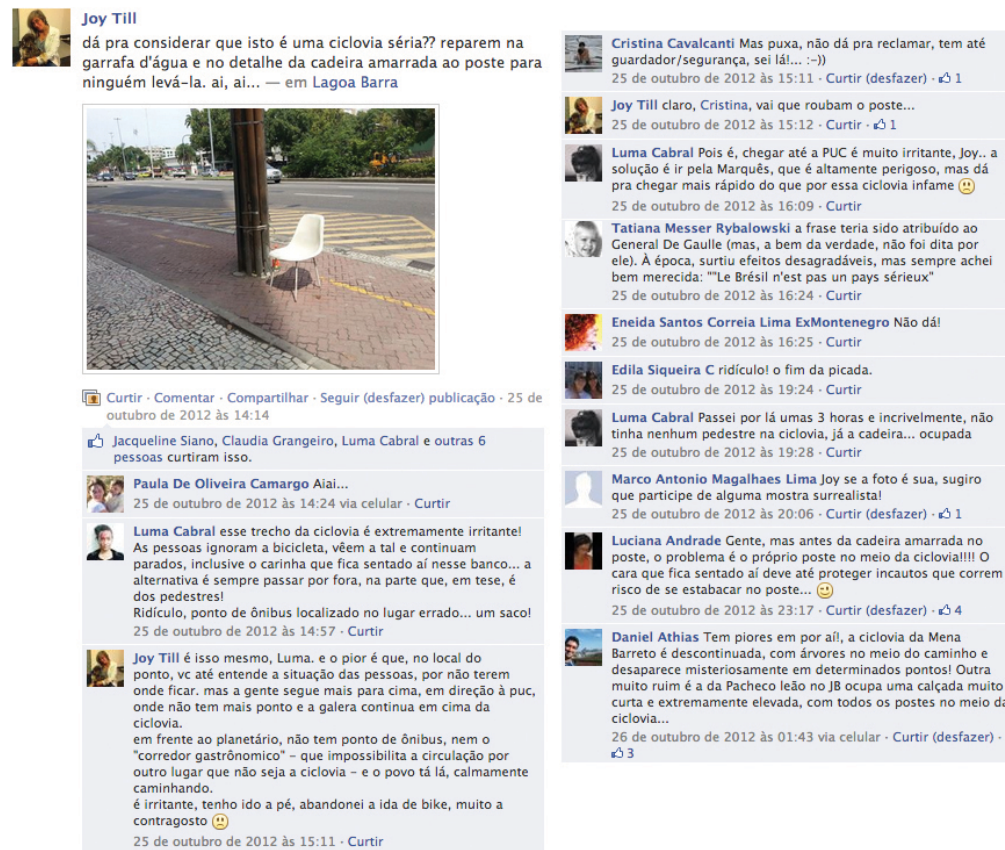 Joy Till
dá pra considerar que isto é uma ciclovia séria?? reparem na
garrafa d'água e no detalhe da cadeira amarrada ao poste para
ninguém levá-la. ai, ai... — em Lagoa Barra
Curtir · Comentar · Compartilhar · Seguir (desfazer) publicação · 25 de
outubro de 2012 às 14:14
Jacqueline Siano, Claudia Grangeiro, Luma Cabral e outras 6
pessoas curtiram isso.
Paula De Oliveira Camargo Aiai...
25 de outubro de 2012 às 14:24 via celular · Curtir
Luma Cabral esse trecho da ciclovia é extremamente irritante!
As pessoas ignoram a bicicleta, vêem a tal e continuam
parados, inclusive o carinha que fica sentado aí nesse banco... a
alternativa é sempre passar por fora, na parte que, em tese, é
dos pedestres!
Ridículo, ponto de ônibus localizado no lugar errado... um saco!
25 de outubro de 2012 às 14:57 · Curtir
Joy Till é isso mesmo, Luma. e o pior é que, no local do
ponto, vc até entende a situação das pessoas, por não terem
onde ficar. mas a gente segue mais para cima, em direção à puc,
onde não tem mais ponto e a galera continua em cima da
ciclovia.
em frente ao planetário, não tem ponto de ônibus, nem o
"corredor gastrônomico" – que impossibilita a circulação por
outro lugar que não seja a ciclovia – e o povo tá lá, calmamente
caminhando.
é irritante, tenho ido a pé, abandonei a ida de bike, muito a
contragosto
25 de outubro de 2012 às 15:11 · Curtir
Cristina Cavalcanti Mas puxa, não dá pra reclamar, tem até
guardador/segurança, sei lá!... :-))
25 de outubro de 2012 às 15:11 · Curtir (desfazer) · 1
Joy Till claro, Cristina, vai que roubam o poste...
25 de outubro de 2012 às 15:12 · Curtir · 1
Luma Cabral Pois é, chegar até a PUC é muito irritante, Joy.. a
solução é ir pela Marquês, que é altamente perigoso, mas dá
pra chegar mais rápido do que por essa ciclovia infame
25 de outubro de 2012 às 16:09 · Curtir
Tatiana Messer Rybalowski a frase teria sido atribuído ao
General De Gaulle (mas, a bem da verdade, não foi dita por
ele). À época, surtiu efeitos desagradáveis, mas sempre achei
bem merecida: ""Le Brésil n'est pas un pays sérieux"
25 de outubro de 2012 às 16:24 · Curtir
Eneida Santos Correia Lima ExMontenegro Não dá!
25 de outubro de 2012 às 16:25 · Curtir
Edila Siqueira C ridículo! o fim da picada.
25 de outubro de 2012 às 19:24 · Curtir
Luma Cabral Passei por lá umas 3 horas e incrivelmente, não
tinha nenhum pedestre na ciclovia, já a cadeira... ocupada
25 de outubro de 2012 às 19:28 · Curtir
Marco Antonio Magalhaes Lima Joy se a foto é sua, sugiro
que participe de alguma mostra surrealista!
25 de outubro de 2012 às 20:06 · Curtir (desfazer) · 1
Luciana Andrade Gente, mas antes da cadeira amarrada no
poste, o problema é o próprio poste no meio da ciclovia!!!! O
cara que fica sentado aí deve até proteger incautos que correm
risco de se estabacar no poste...
25 de outubro de 2012 às 23:17 · Curtir (desfazer) · 4
Daniel Athias Tem piores em por aí!, a ciclovia da Mena
Barreto é descontinuada, com árvores no meio do caminho e
desaparece misteriosamente em determinados pontos! Outra
muito ruim é a da Pacheco leão no JB ocupa uma calçada muito
curta e extremamente elevada, com todos os postes no meio da
ciclovia...
26 de outubro de 2012 às 01:43 via celular · Curtir (desfazer) ·
3